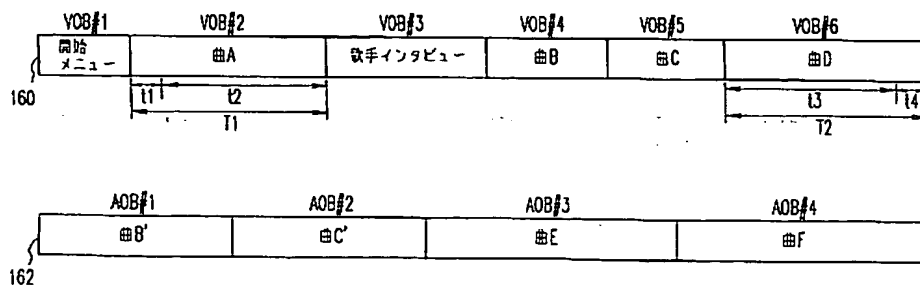 VOB#1 VOB#2 VOB#3 VOB#4 VOB#5 VOB#6
開始
メニュー
曲A 歌手インタビュー 曲B 曲C 曲D
160
t1 t2 t3 t4
T1 T2
AOB#1 AOB#2 AOB#3 AOB#4
曲B' 曲C' 曲E 曲F
162